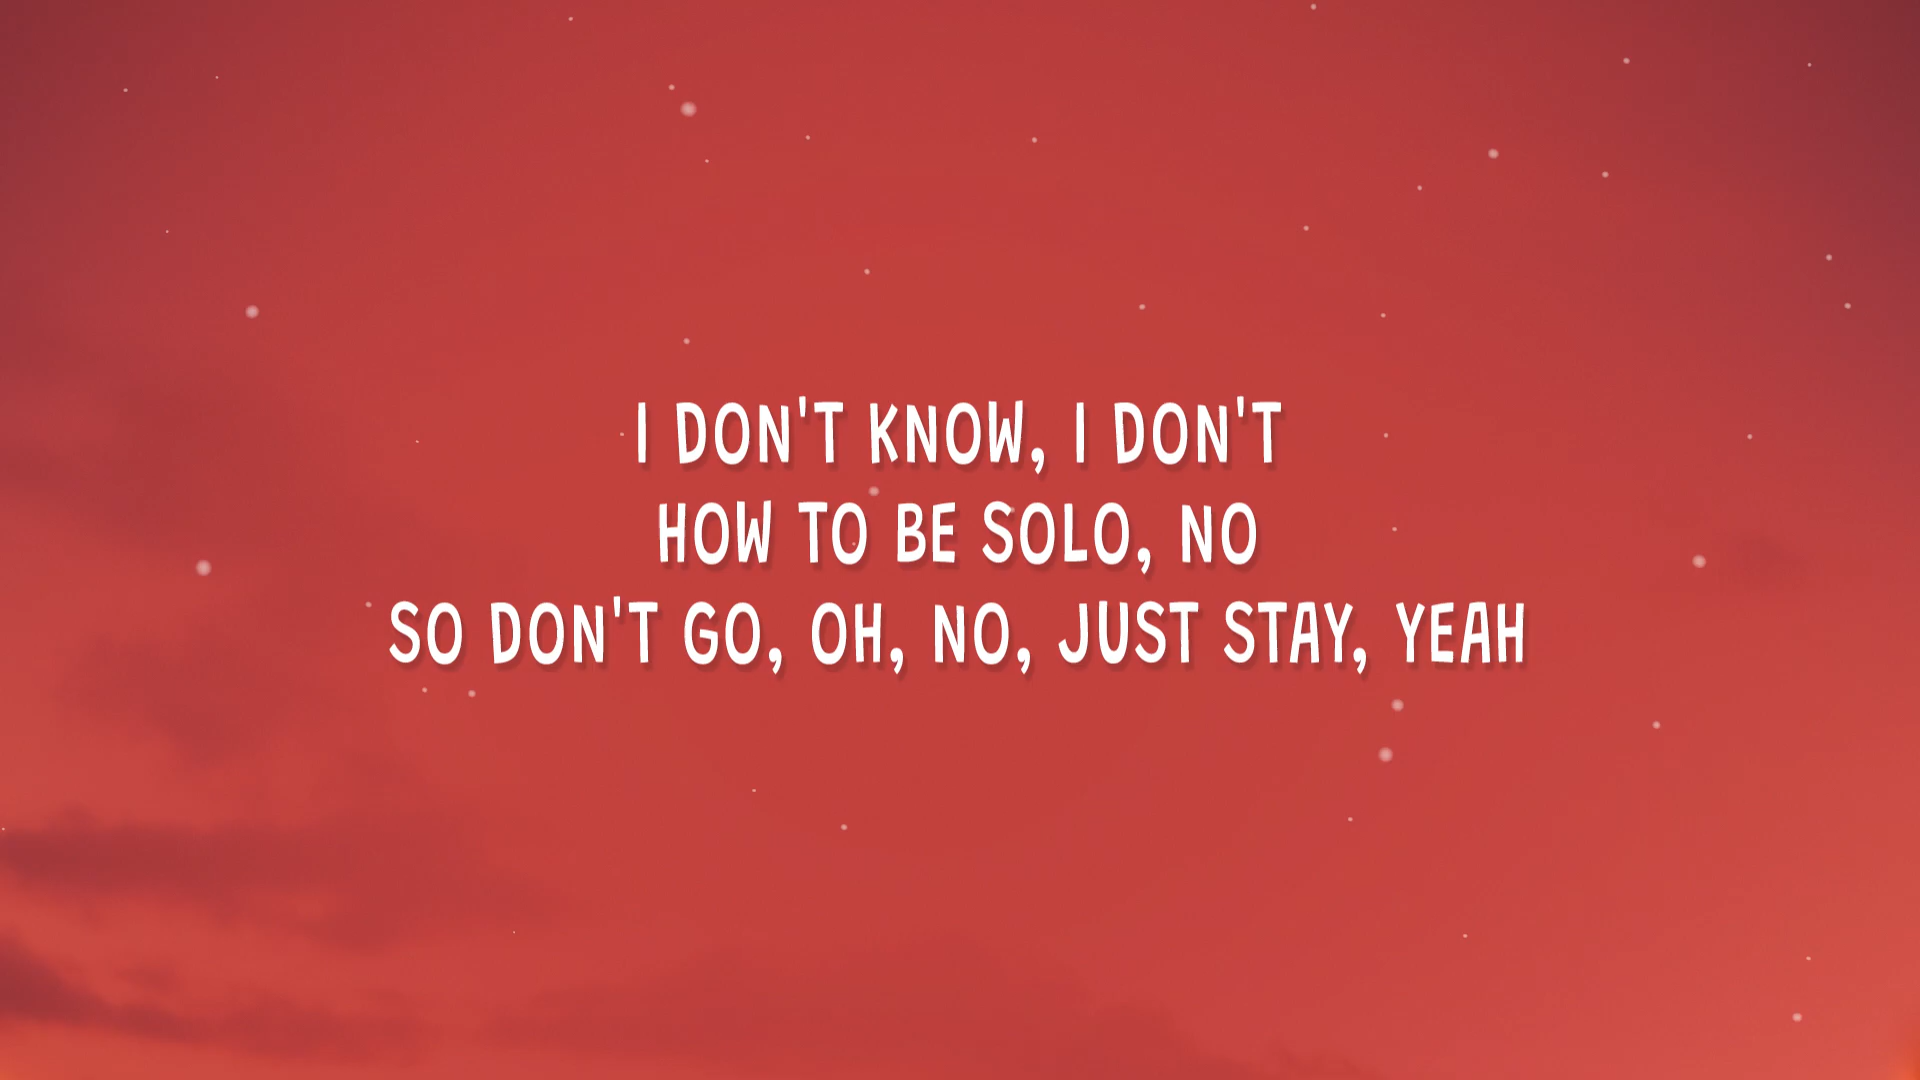 I DON'T KNOW, I DON'T
HOW TO BE SOLO, NO
SO DON'T GO, OH, NO, JUST STAY, YEAH